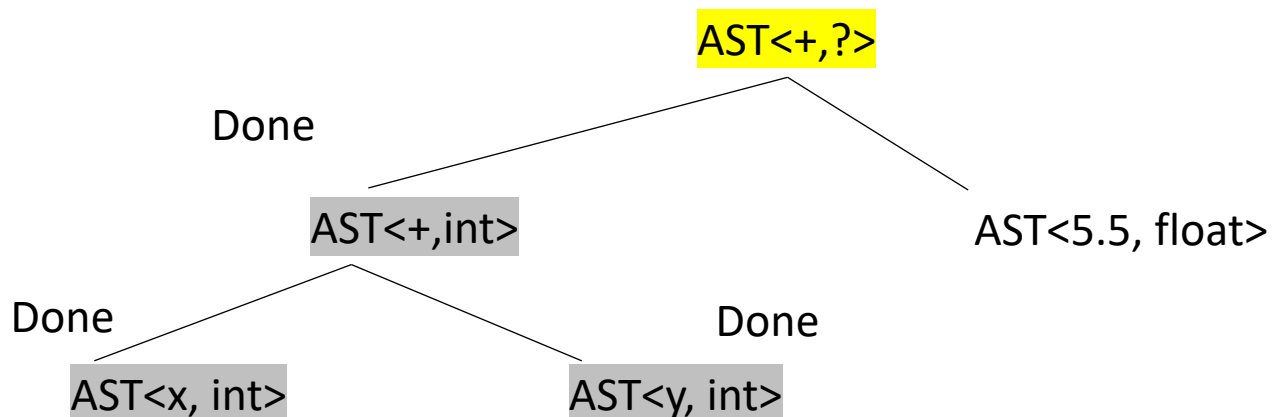 AST<+,?>
Done
AST<+,int>
AST<5.5, float>
Done
Done
AST<x, int>
AST<y, int>